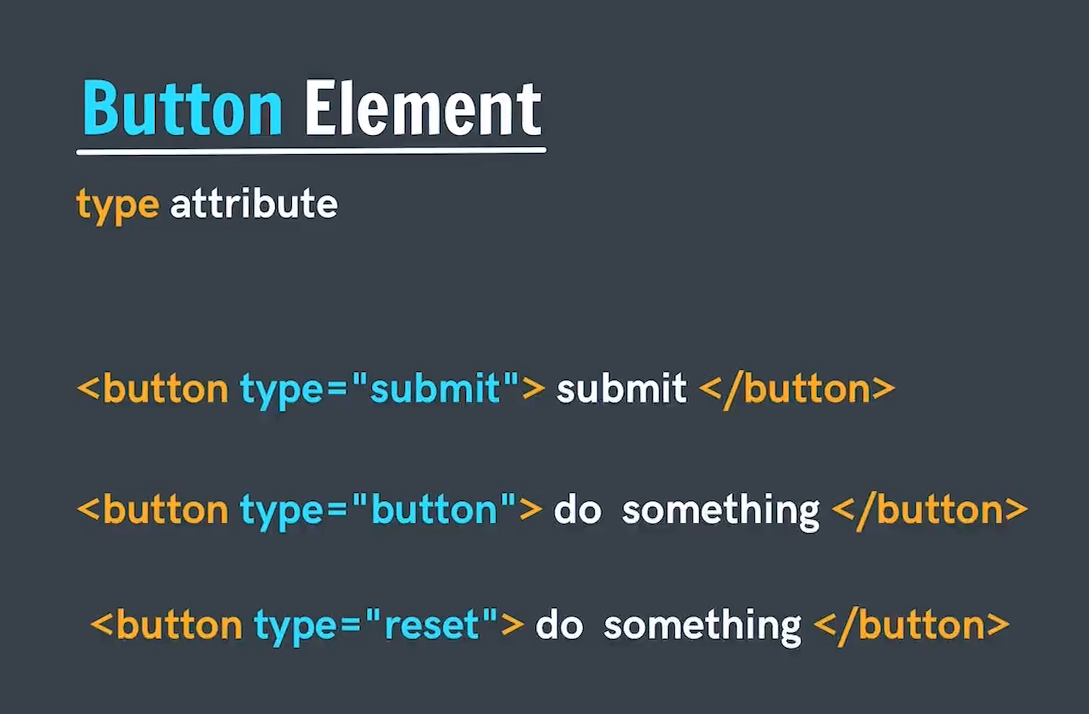 Button Element
type attribute
<button type="submit"> submit </button>
<button type="button"> do something </button>
<button type="reset"> do something </button>